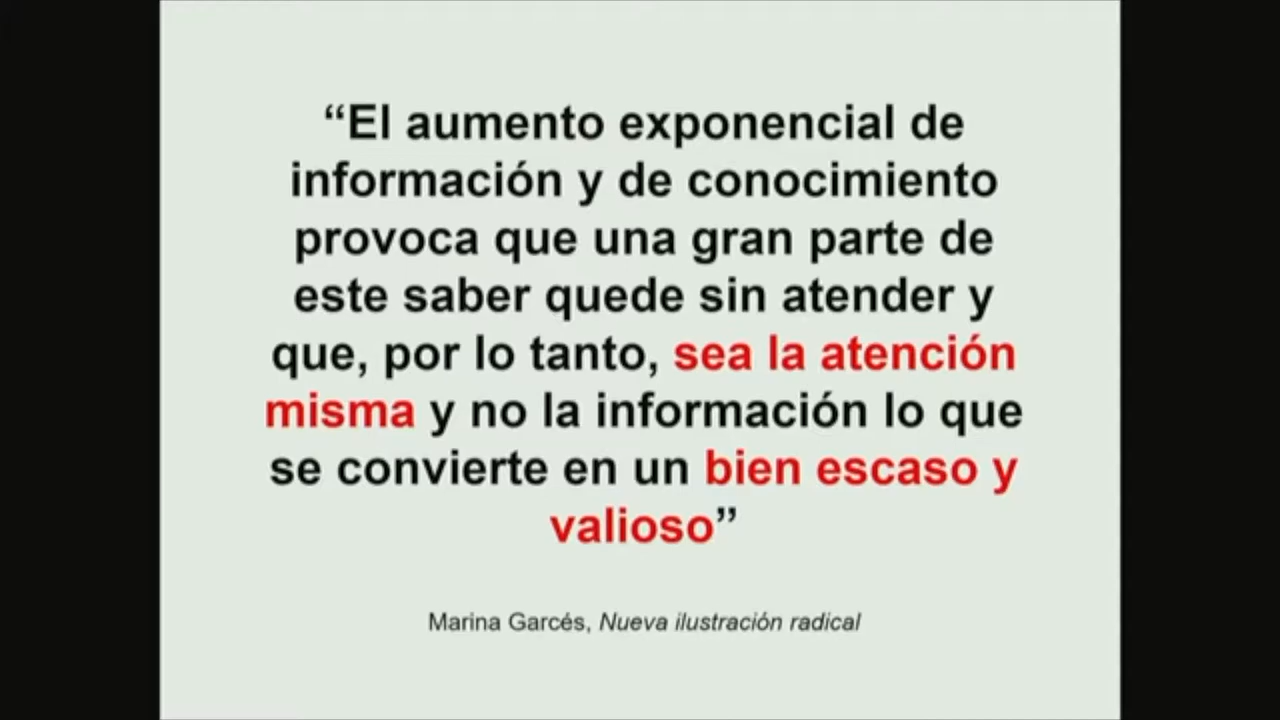 “El aumento exponencial de
información y de conocimiento
provoca que una gran parte de
este saber quede sin atender y
que, por lo tanto, sea la atención
misma y no la información lo que
se convierte en un bien escaso y
valioso”
Marina Garcés, Nueva ilustración radical